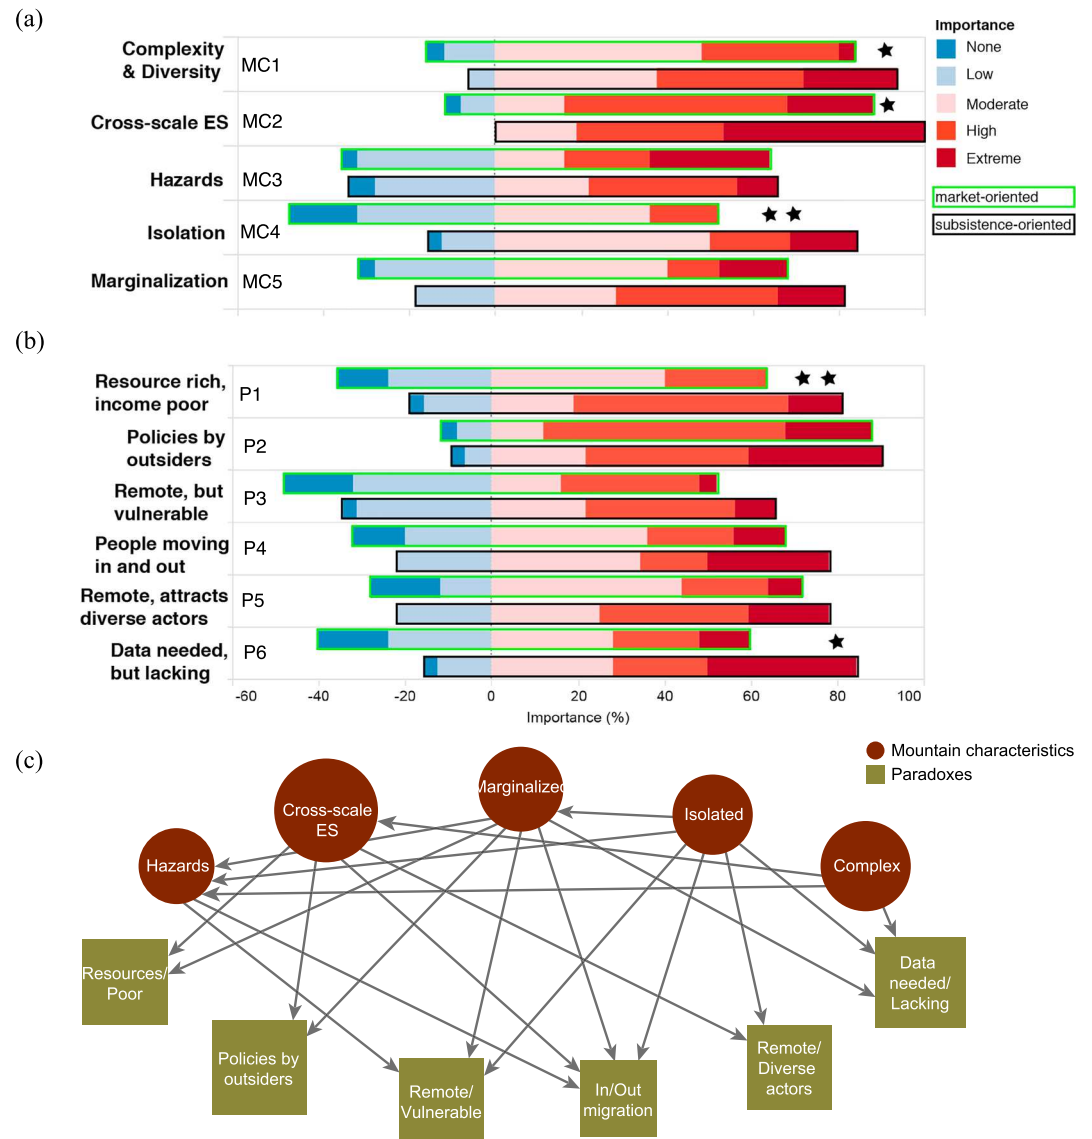 (a)
Importance
None
Low
Moderate
High
Extreme
market-oriented
subsistence-oriented
Complexity
& Diversity
MC1
Cross-scale ES
MC2
Hazards
MC3
Isolation
MC4
Marginalization
MC5
(b)
Resource rich,
income poor
P1
Policies by
outsiders
P2
Remote, but
vulnerable
P3
People moving
in and out
P4
Remote, attracts
diverse actors
P5
Data needed,
but lacking
P6
-60 -40 -20 0 20 40 60 80 100
Importance (%)
(c)
Mountain characteristics
Paradoxes
Hazards
Cross-scale
ES
Marginalized
Isolated
Complex
Resources/
Poor
Policies by
outsiders
Remote/
Vulnerable
In/Out
migration
Remote/
Diverse
actors
Data
needed/
Lacking